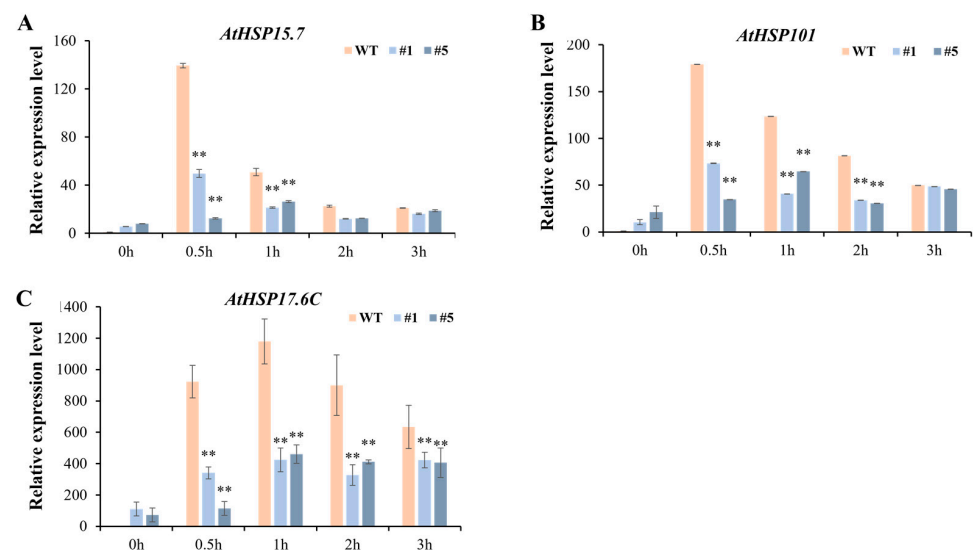 A
AtHSP15.7
WT #1 #5
Relative expression level
160
120
80
40
0
**
**
**
**
0h 0.5h 1h 2h 3h
B
AtHSP101
WT #1 #5
Relative expression level
200
150
100
50
0
**
**
**
**
** **
0h 0.5h 1h 2h 3h
C
AtHSP17.6C
WT #1 #5
Relative expression level
1400
1200
1000
800
600
400
200
0
**
**
** **
**
**
** **
0h 0.5h 1h 2h 3h